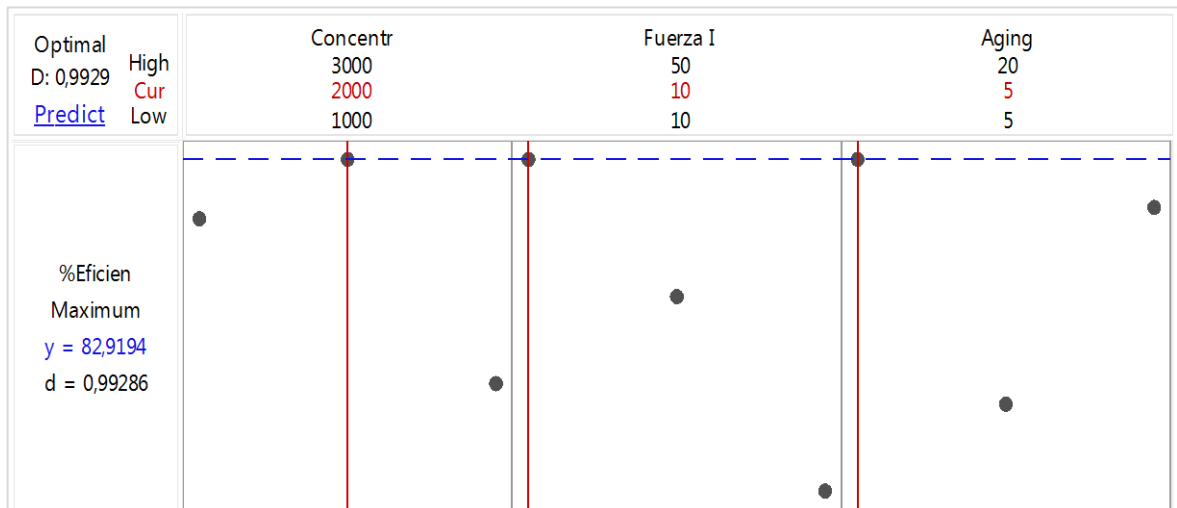 Optimal
D: 0,9929
Predict
High
Cur
Low
Concentr
3000
2000
1000
Fuerza I
50
10
10
Aging
20
5
5
%Eficien
Maximum
y = 82,9194
d = 0,99286